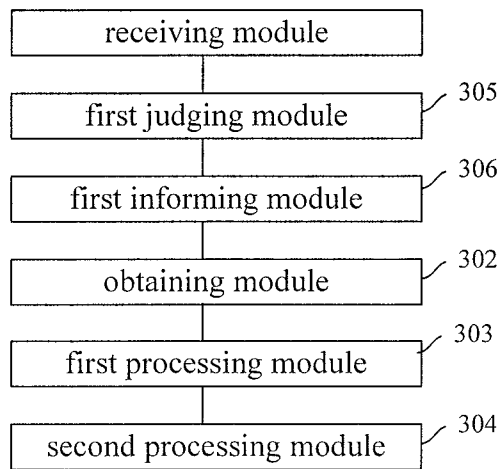 receiving module
305
first judging module
306
first informing module
302
obtaining module
303
first processing module
304
second processing module